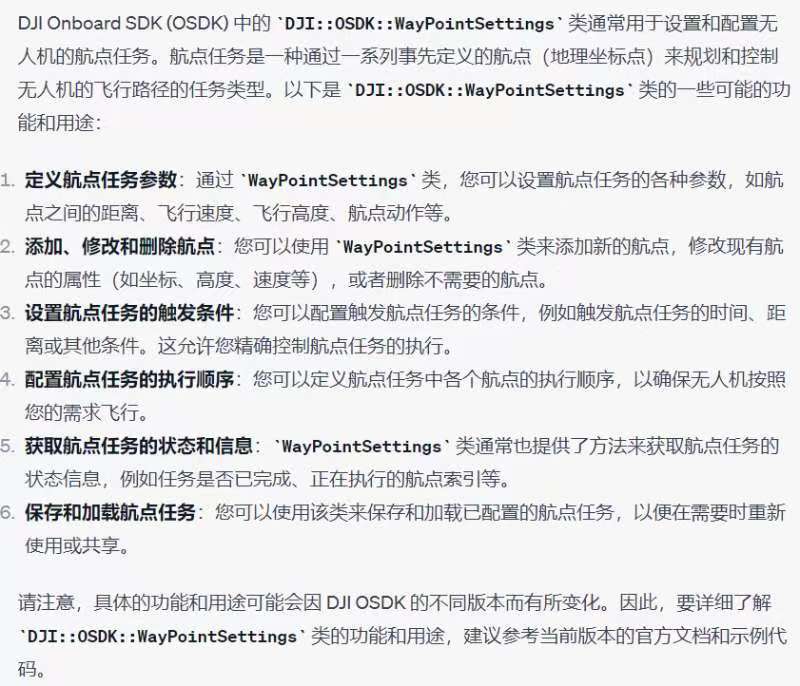 DJI Onboard SDK (OSDK) 中的 `DJI::OSDK::WayPointSettings` 类通常用于设置和配置无
人机的航点任务。航点任务是一种通过一系列事先定义的航点（地理坐标点）来规划和控制
无人机的飞行路径的任务类型。以下是 `DJI::OSDK::WayPointSettings` 类的一些可能的功
能和用途：
1. 定义航点任务参数：通过 `WayPointSettings` 类，您可以设置航点任务的各种参数，如航
点之间的距离、飞行速度、飞行高度、航点动作等。
2. 添加、修改和删除航点：您可以使用 `WayPointSettings` 类来添加新的航点，修改现有航
点的属性（如坐标、高度、速度等），或者删除不需要的航点。
3. 设置航点任务的触发条件：您可以配置触发航点任务的条件，例如触发航点任务的时间、距
离或其他条件。这允许您精确控制航点任务的执行。
4. 配置航点任务的执行顺序：您可以定义航点任务中各个航点的执行顺序，以确保无人机按照
您的需求飞行。
5. 获取航点任务的状态和信息：`WayPointSettings` 类通常也提供了方法来获取航点任务的
状态信息，例如任务是否已完成、正在执行的航点索引等。
6. 保存和加载航点任务：您可以使用该类来保存和加载已配置的航点任务，以便在需要时重新
使用或共享。
请注意，具体的功能和用途可能会因 DJI OSDK 的不同版本而有所变化。因此，要详细了解
`DJI::OSDK::WayPointSettings` 类的功能和用途，建议参考当前版本的官方文档和示例代
码。